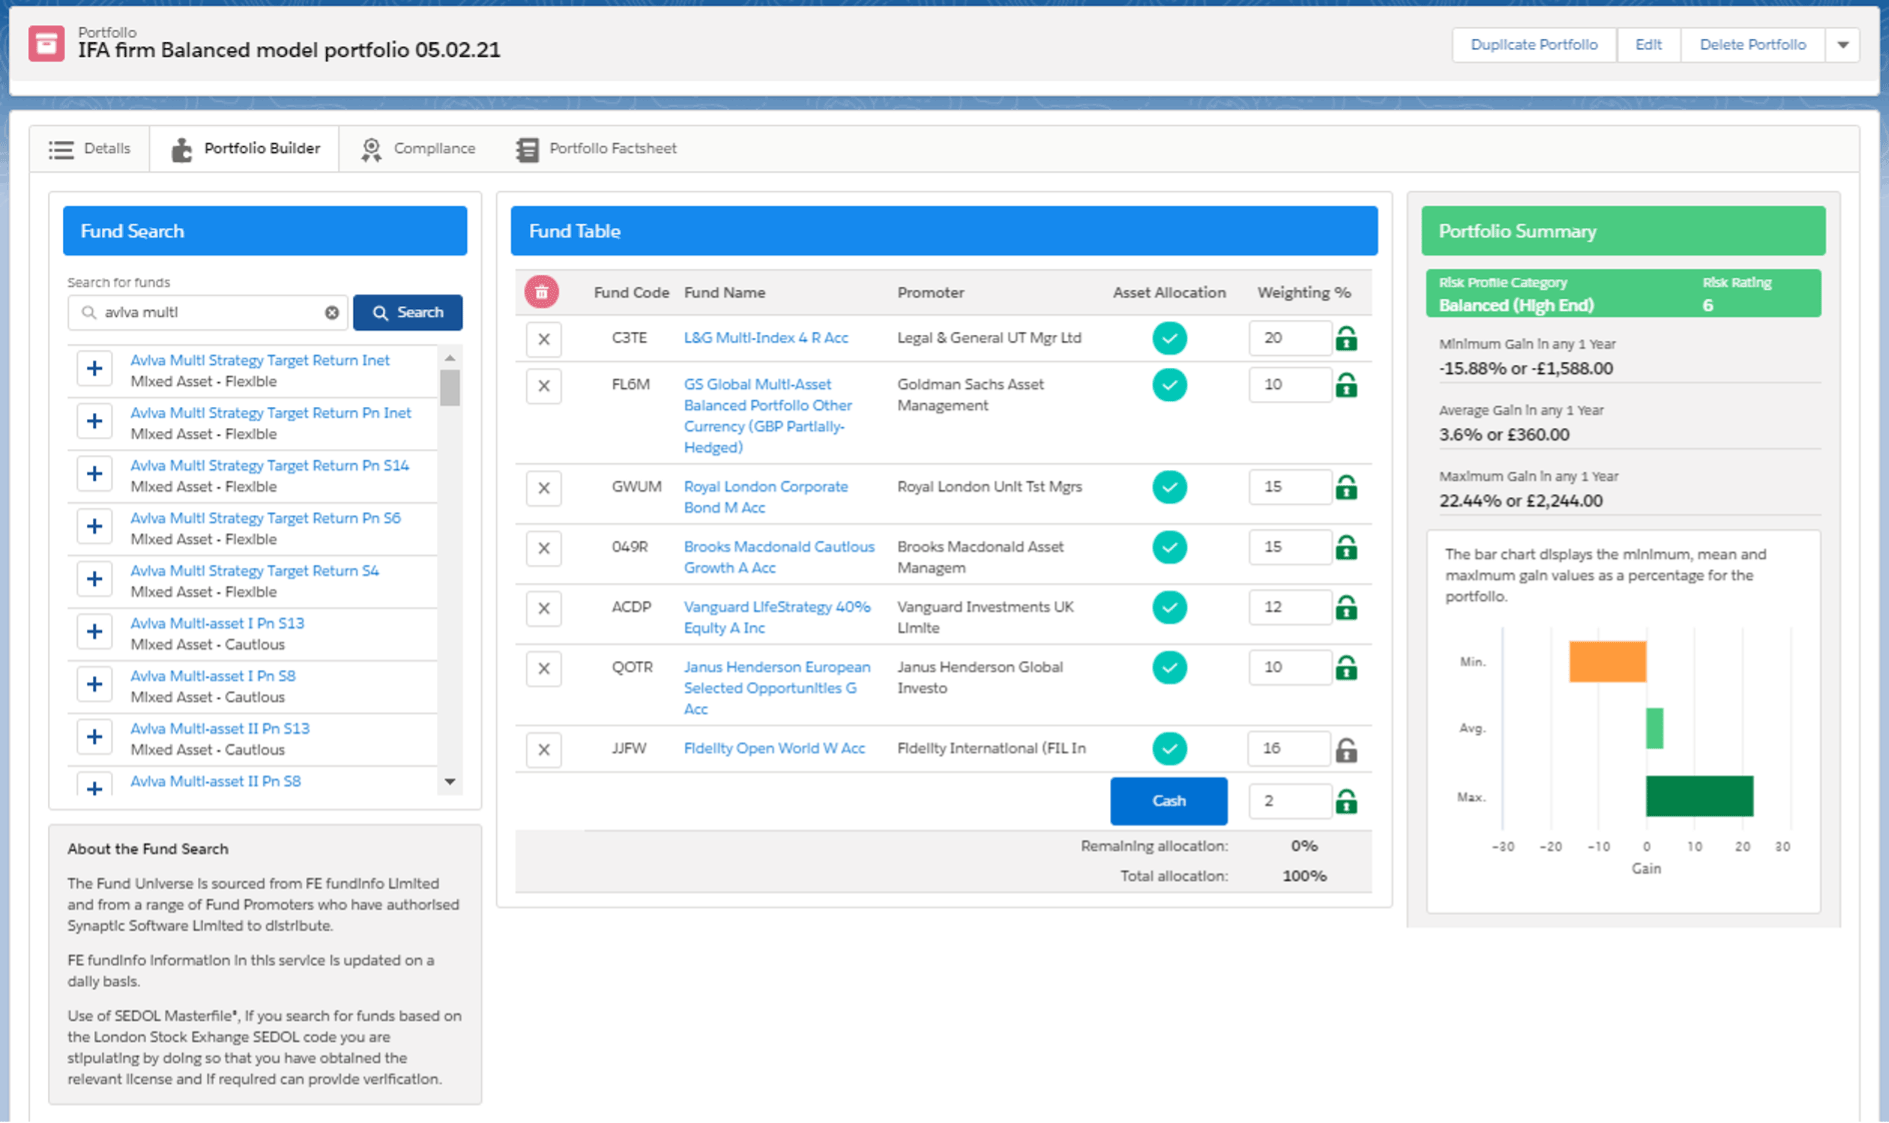 Portfolio
IFA firm Balanced model portfolio 05.02.21
Duplicate Portfolio
Edit
Delete Portfolio
Details
Portfolio Builder
Compliance
Portfolio Factsheet
Fund Search
Search for funds
aviva multi
Search
Aviva Multi Strategy Target Return Inet
Mixed Asset - Flexible
Aviva Multi Strategy Target Return Pn Inet
Mixed Asset - Flexible
Aviva Multi Strategy Target Return Pn S14
Mixed Asset - Flexible
Aviva Multi Strategy Target Return Pn S6
Mixed Asset - Flexible
Aviva Multi Strategy Target Return S4
Mixed Asset - Flexible
Aviva Multi-asset I Pn S13
Mixed Asset - Cautious
Aviva Multi-asset I Pn S8
Mixed Asset - Cautious
Aviva Multi-asset II Pn S13
Mixed Asset - Cautious
Aviva Multi-asset II Pn S8
About the Fund Search
The Fund Universe is sourced from FE fundinfo Limited
and from a range of Fund Promoters who have authorised
Synaptic Software Limited to distribute.
FE fundinfo Information in this service is updated on a
daily basis.
Use of SEDOL Masterfile®, If you search for funds based on
the London Stock Exhange SEDOL code you are
stipulating by doing so that you have obtained the
relevant license and if required can provide verification.
Fund Table
Fund Code Fund Name Promoter Asset Allocation Weighting %
C3TE L&G Multi-Index 4 R Acc Legal & General UT Mgr Ltd 20
FL6M GS Global Multi-Asset Goldman Sachs Asset 10
Balanced Portfolio Other Management
Currency (GBP Partially-
Hedged)
GWUM Royal London Corporate Royal London Unit Tst Mgrs 15
Bond M Acc
049R Brooks Macdonald Cautious Brooks Macdonald Asset 15
Growth A Acc Managem
ACDP Vanguard LifeStrategy 40% Vanguard Investments UK 12
Equity A Inc Limite
QOTR Janus Henderson European Janus Henderson Global 10
Selected Opportunities G Investo
Acc
JJFW Fidelity Open World W Acc Fidelity International (FIL In 16
Cash 2
Remaining allocation: 0%
Total allocation: 100%
Portfolio Summary
Risk Profile Category Risk Rating
Balanced (High End) 6
Minimum Gain in any 1 Year
-15.88% or -£1,588.00
Average Gain in any 1 Year
3.6% or £360.00
Maximum Gain in any 1 Year
22.44% or £2,244.00
The bar chart displays the minimum, mean and
maximum gain values as a percentage for the
portfolio.
Min.
Avg.
Max.
-30 -20 -10 0 10 20 30
Gain